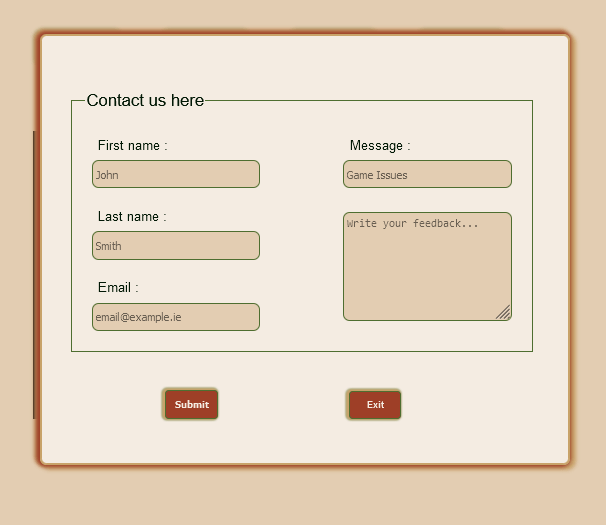 Contact us here
First name :
John
Last name :
Smith
Email :
email@example.ie
Message :
Game Issues
Write your feedback...
Submit
Exit